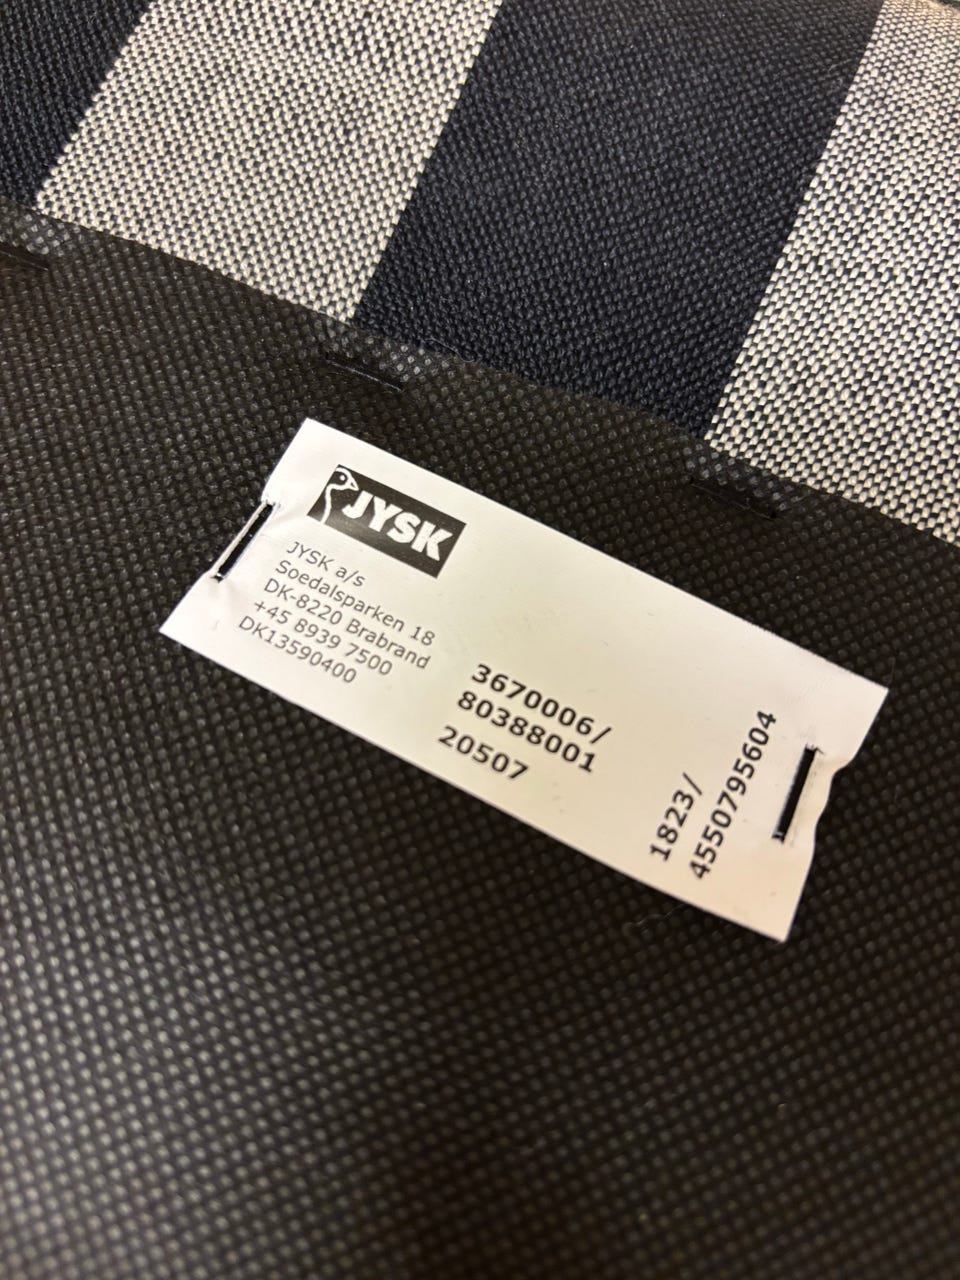 JYSK
JYSK a/s
Soedalsparken 18
DK-8220 Brabrand
+45 8939 7500
DK13590400
3670006/
80388001
20507
1823/
4550795604